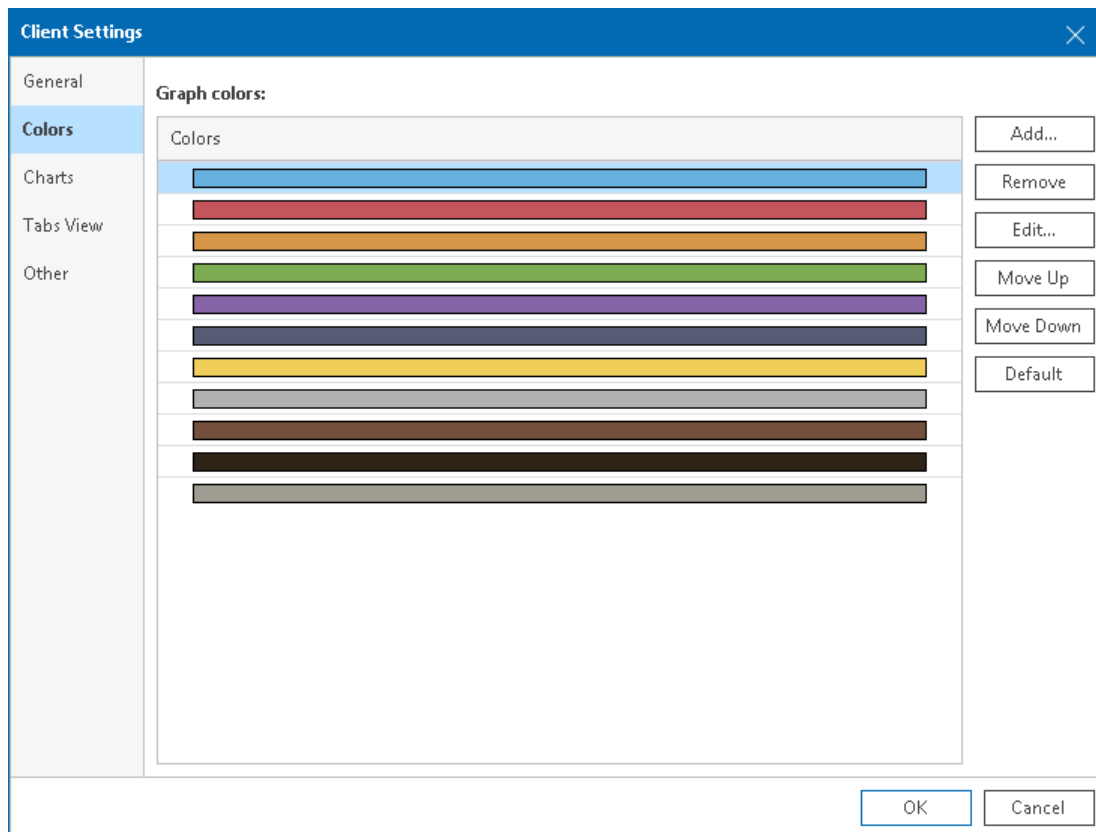 Client Settings
General
Colors
Charts
Tabs View
Other
Graph colors:
Colors
Add...
Remove
Edit...
Move Up
Move Down
Default
OK
Cancel